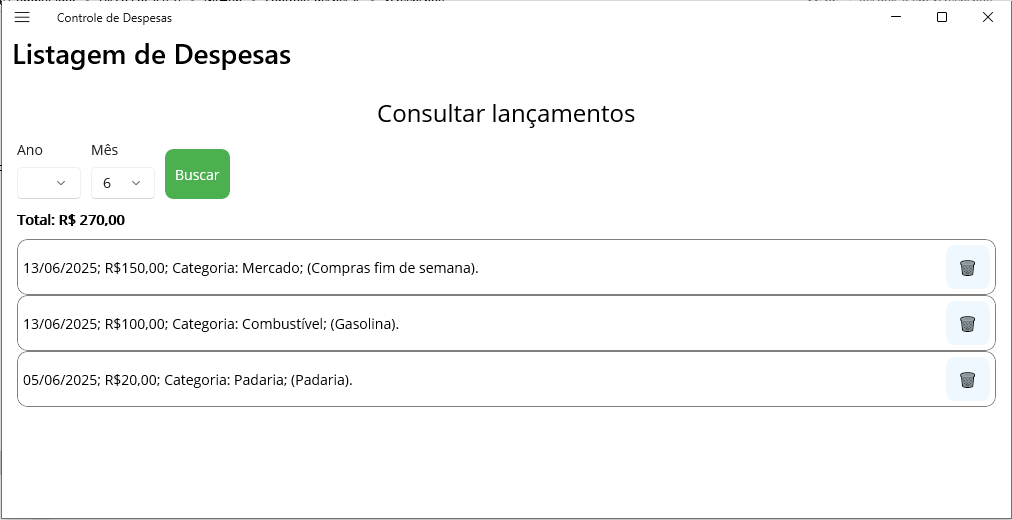 Controle de Despesas
Listagem de Despesas
Consultar lançamentos
Ano Mês
6 Buscar
Total: R$ 270,00
13/06/2025; R$150,00; Categoria: Mercado; (Compras fim de semana).
13/06/2025; R$100,00; Categoria: Combustível; (Gasolina).
05/06/2025; R$20,00; Categoria: Padaria; (Padaria).